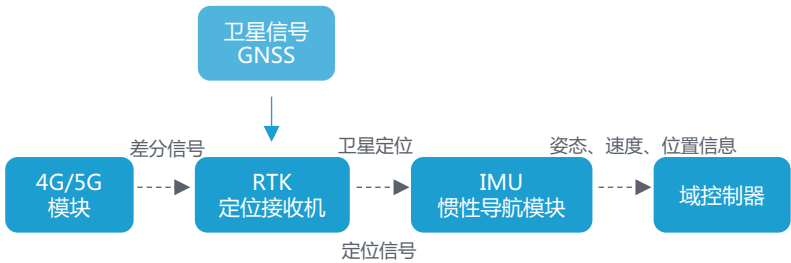 卫星信号
GNSS
差分信号
卫星定位
姿态、速度、位置信息
4G/5G
模块
RTK
定位接收机
IMU
惯性导航模块
域控制器
定位信号